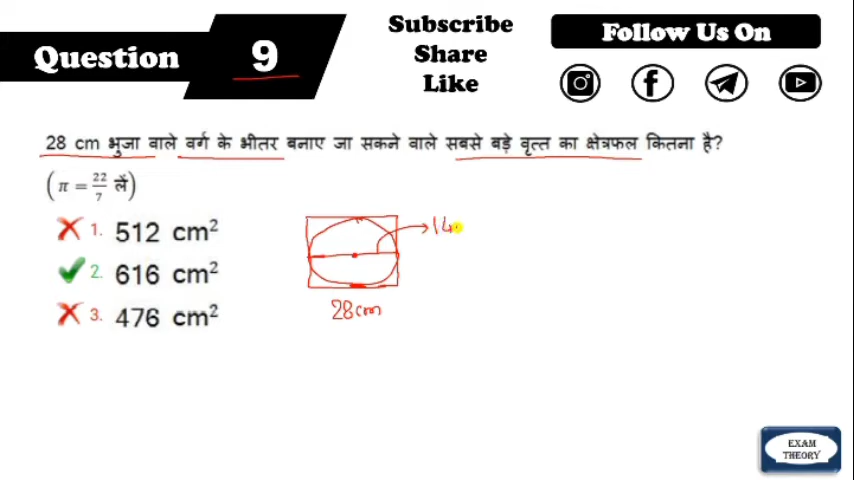 Question 9
Subscribe
Share
Like
Follow Us On
28 cm भुजा वाले वर्ग के भीतर बनाए जा सकने वाले सबसे बड़े वृत्त का क्षेत्रफल कितना है?
(π = 22/7 लें)
1. 512 cm²
2. 616 cm²
3. 476 cm²
14
28cm
EXAM
THEORY